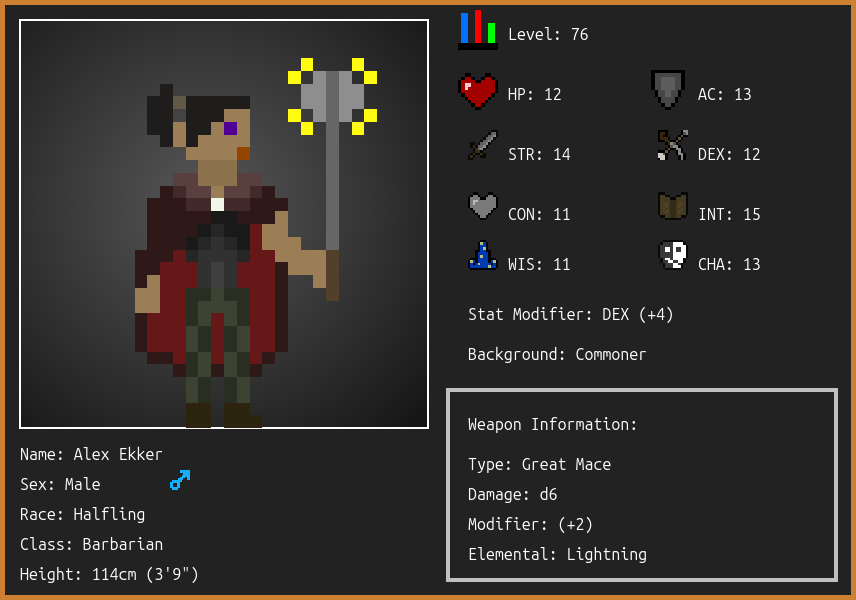 Level: 76
HP: 12
AC: 13
STR: 14
DEX: 12
CON: 11
INT: 15
WIS: 11
CHA: 13
Stat Modifier: DEX (+4)
Background: Commoner
Weapon Information:
Type: Great Mace
Damage: d6
Modifier: (+2)
Elemental: Lightning
Name: Alex Ekker
Sex: Male
Race: Halfling
Class: Barbarian
Height: 114cm (3'9")